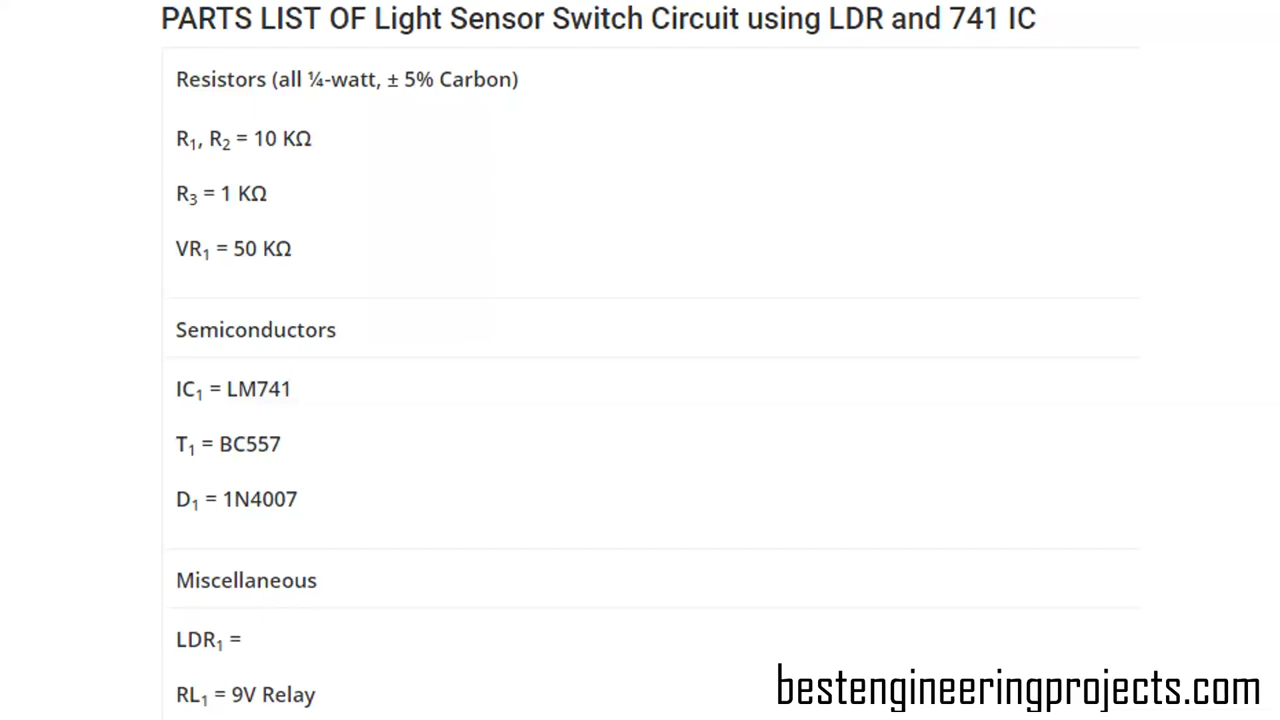 PARTS LIST OF Light Sensor Switch Circuit using LDR and 741 IC
Resistors (all ¼-watt, ± 5% Carbon)
R₁, R₂ = 10 KΩ
R₃ = 1 KΩ
VR₁ = 50 KΩ
Semiconductors
IC₁ = LM741
T₁ = BC557
D₁ = 1N4007
Miscellaneous
LDR₁ =
RL₁ = 9V Relay
bestengineeringprojects.com